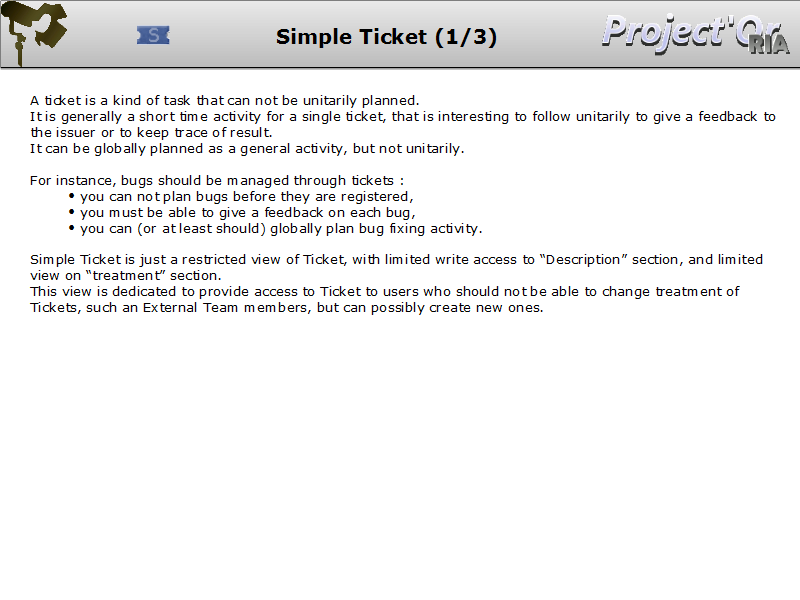 S
Simple Ticket (1/3)
Project'Or
RIA
A ticket is a kind of task that can not be unitarily planned.
It is generally a short time activity for a single ticket, that is interesting to follow unitarily to give a feedback to
the issuer or to keep trace of result.
It can be globally planned as a general activity, but not unitarily.
For instance, bugs should be managed through tickets :
• you can not plan bugs before they are registered,
• you must be able to give a feedback on each bug,
• you can (or at least should) globally plan bug fixing activity.
Simple Ticket is just a restricted view of Ticket, with limited write access to “Description” section, and limited
view on “treatment” section.
This view is dedicated to provide access to Ticket to users who should not be able to change treatment of
Tickets, such an External Team members, but can possibly create new ones.